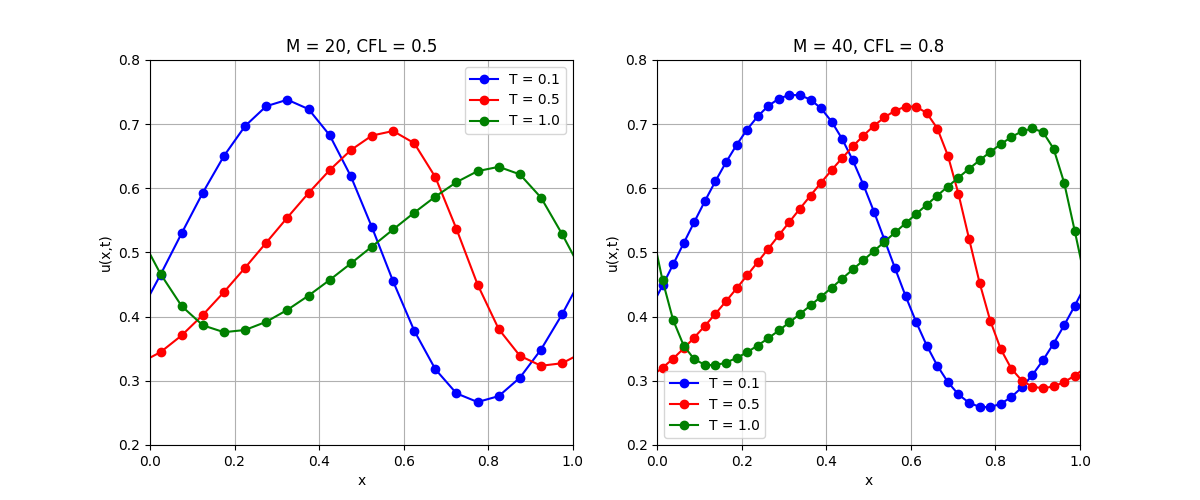 M = 20, CFL = 0.5
0.8
0.7
0.6
0.5
0.4
0.3
0.2
u(x,t)
T = 0.1
T = 0.5
T = 1.0
0.0 0.2 0.4 0.6 0.8 1.0
x
M = 40, CFL = 0.8
0.8
0.7
0.6
0.5
0.4
0.3
0.2
u(x,t)
T = 0.1
T = 0.5
T = 1.0
0.0 0.2 0.4 0.6 0.8 1.0
x